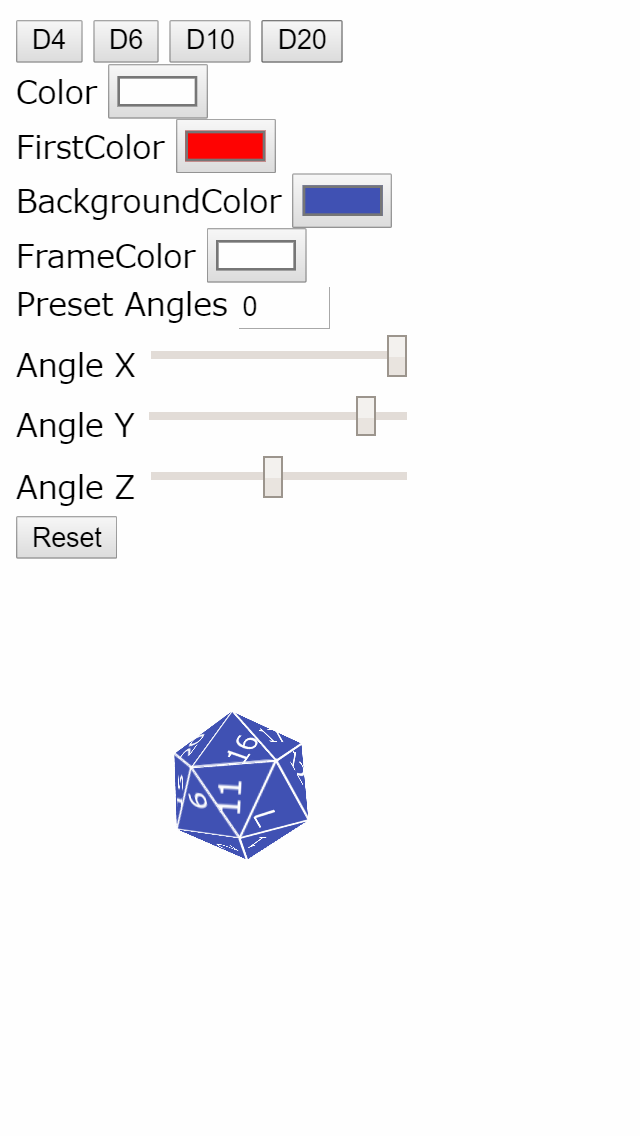 D4 D6 D10 D20
Color
FirstColor
BackgroundColor
FrameColor
Preset Angles 0
Angle X
Angle Y
Angle Z
Reset
20 16
6 11 7